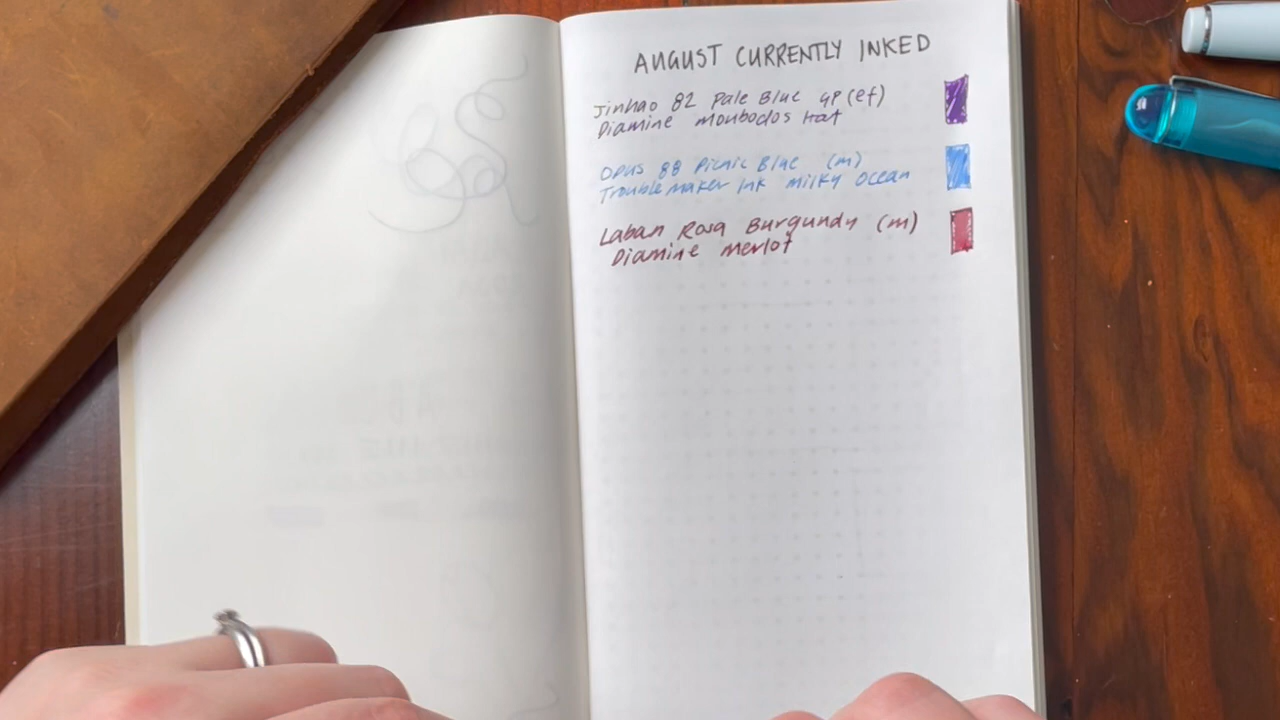 AUGUST CURRENTLY INKED
Jinhao 82 Pale Blue GP (ef)
Diamine Monbodos Hat
Opus 88 Picnic Blue (m)
Troublemaker Ink Milky Ocean
Laban Rosa Burgundy (m)
Diamine Merlot